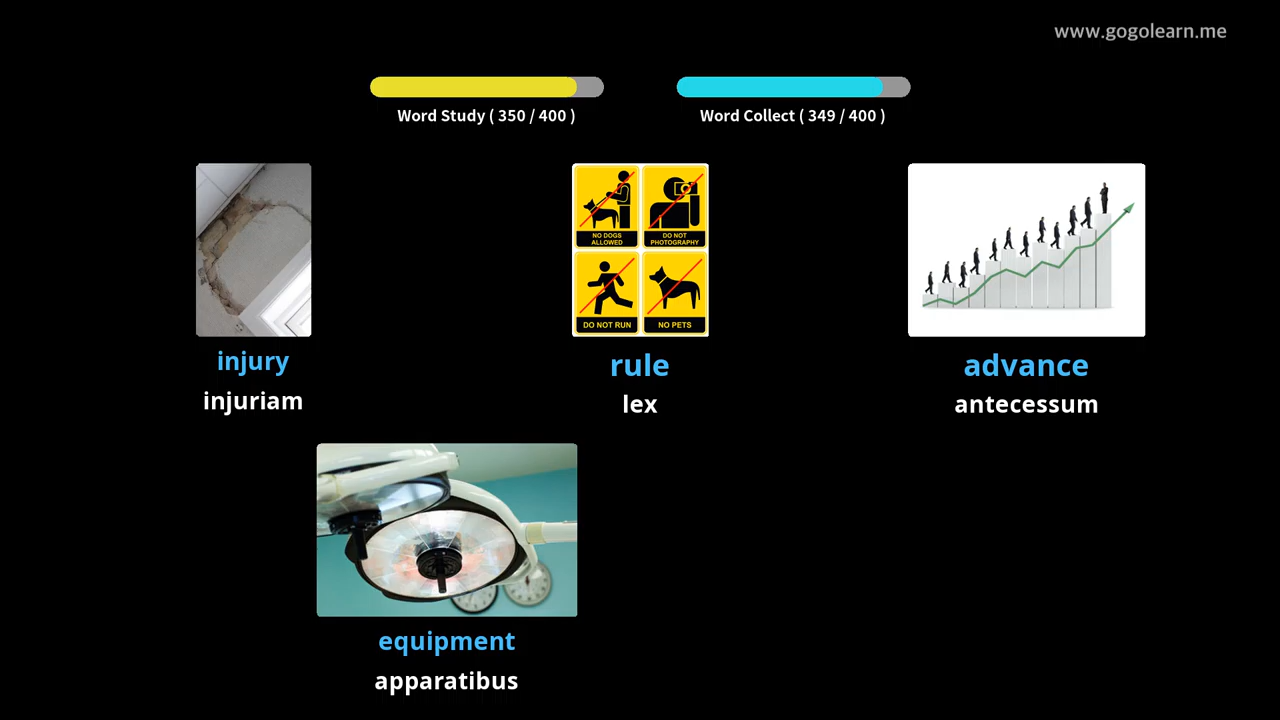 www.gogolearn.me
Word Study ( 350 / 400 )
Word Collect ( 349 / 400 )
NO DOGS
ALLOWED
DO NOT
PHOTOGRAPHY
DO NOT RUN
NO PETS
injury
injuriam
rule
lex
advance
antecessum
equipment
apparatibus